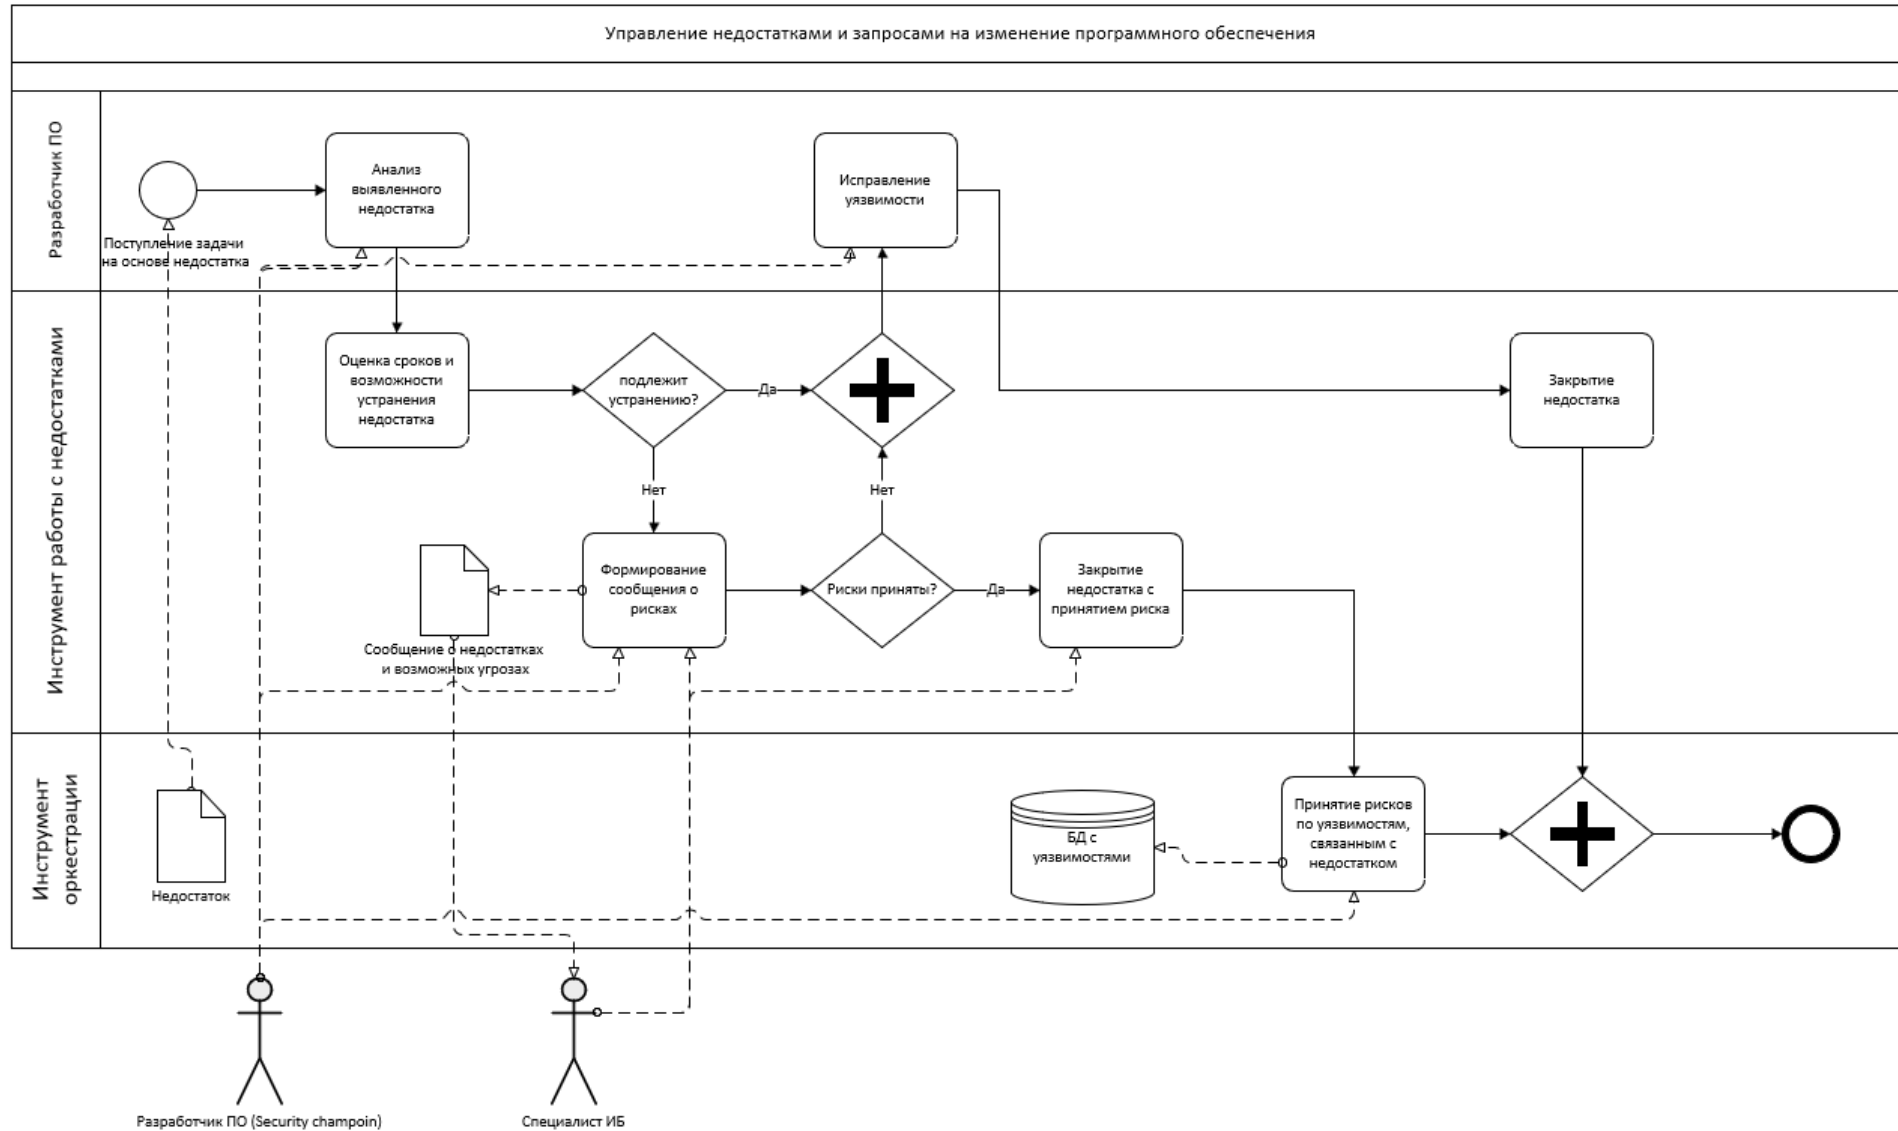 Управление недостатками и запросами на изменение программного обеспечения
Разработчик ПО
Поступление задачи
на основе недостатка
Анализ
выявленного
недостатка
Исправление
уязвимости
Инструмент работы с недостатками
Оценка сроков и
возможности
устранения
недостатка
подлежит
устранению?
Да
Нет
Нет
Закрытие
недостатка
Сообщение о недостатках
и возможных угрозах
Формирование
сообщения о
рисках
Риски приняты?
Да
Закрытие
недостатка с
принятием риска
Инструмент
оркестрации
Недостаток
БД с
уязвимостями
Принятие рисков
по уязвимостям,
связанным с
недостатком
Разработчик ПО (Security champoin)
Специалист ИБ